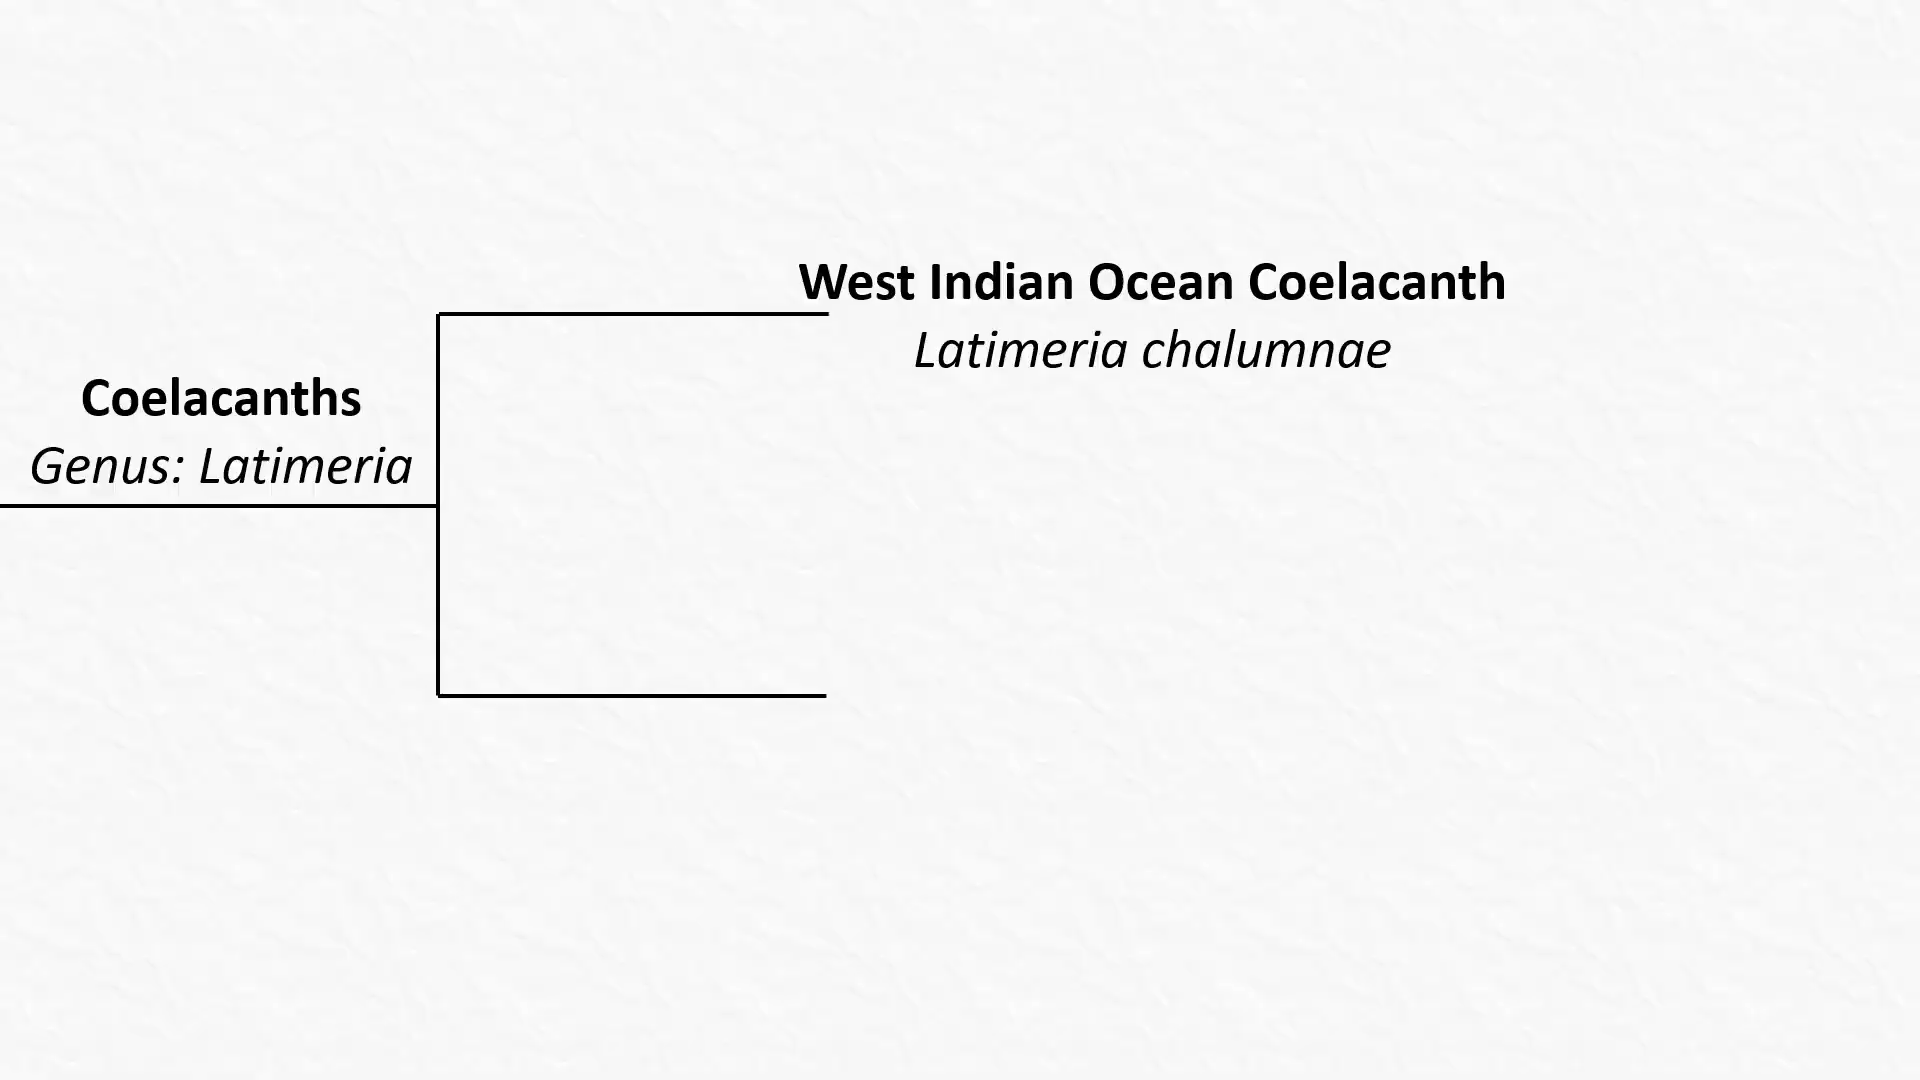 West Indian Ocean Coelacanth
Latimeria chalumnae
Coelacanths
Genus: Latimeria